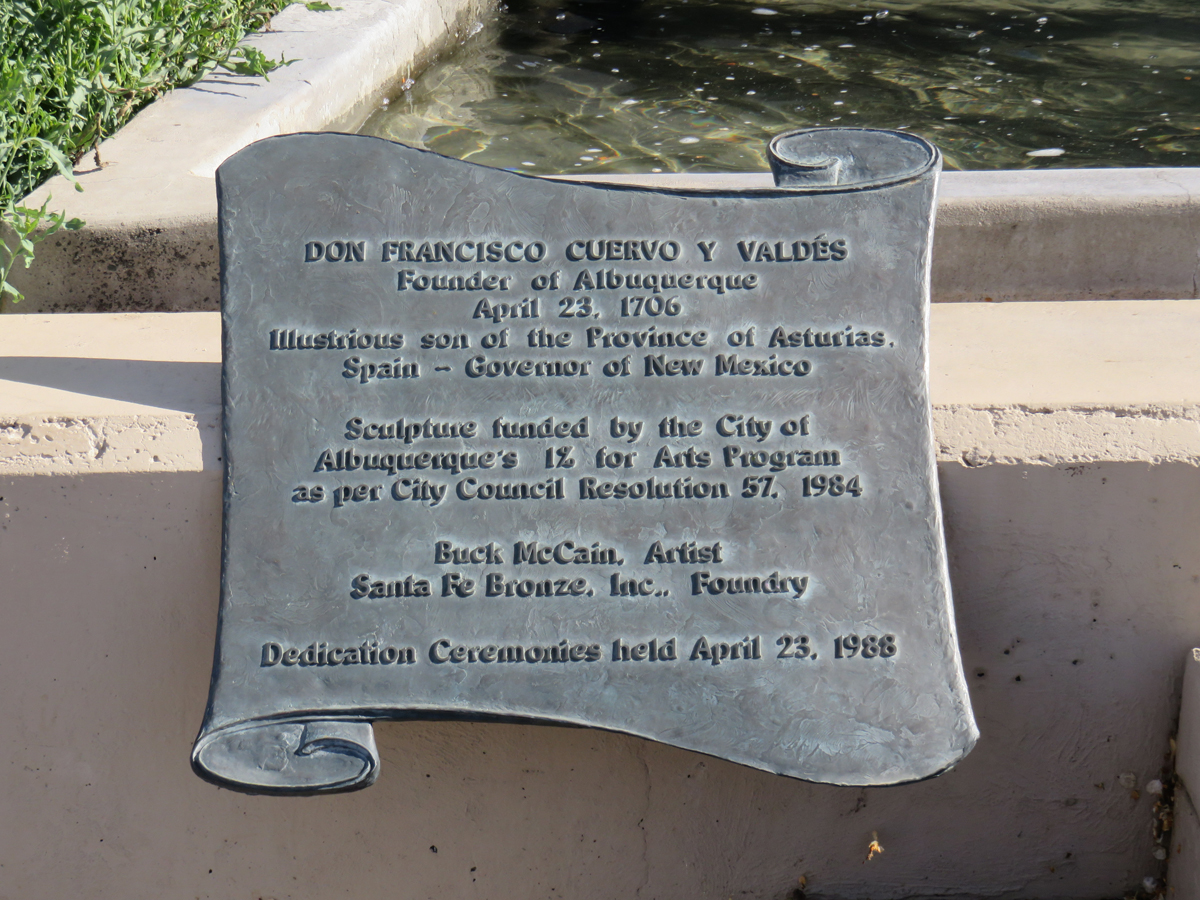 DON FRANCISCO CUERVO Y VALDÉS
Founder of Albuquerque
April 23, 1706
Illustrious son of the Province of Asturias,
Spain – Governor of New Mexico
Sculpture funded by the City of
Albuquerque's 1% for Arts Program
as per City Council Resolution 57, 1984
Buck McCain, Artist
Santa Fe Bronze, Inc., Foundry
Dedication Ceremonies held April 23, 1988